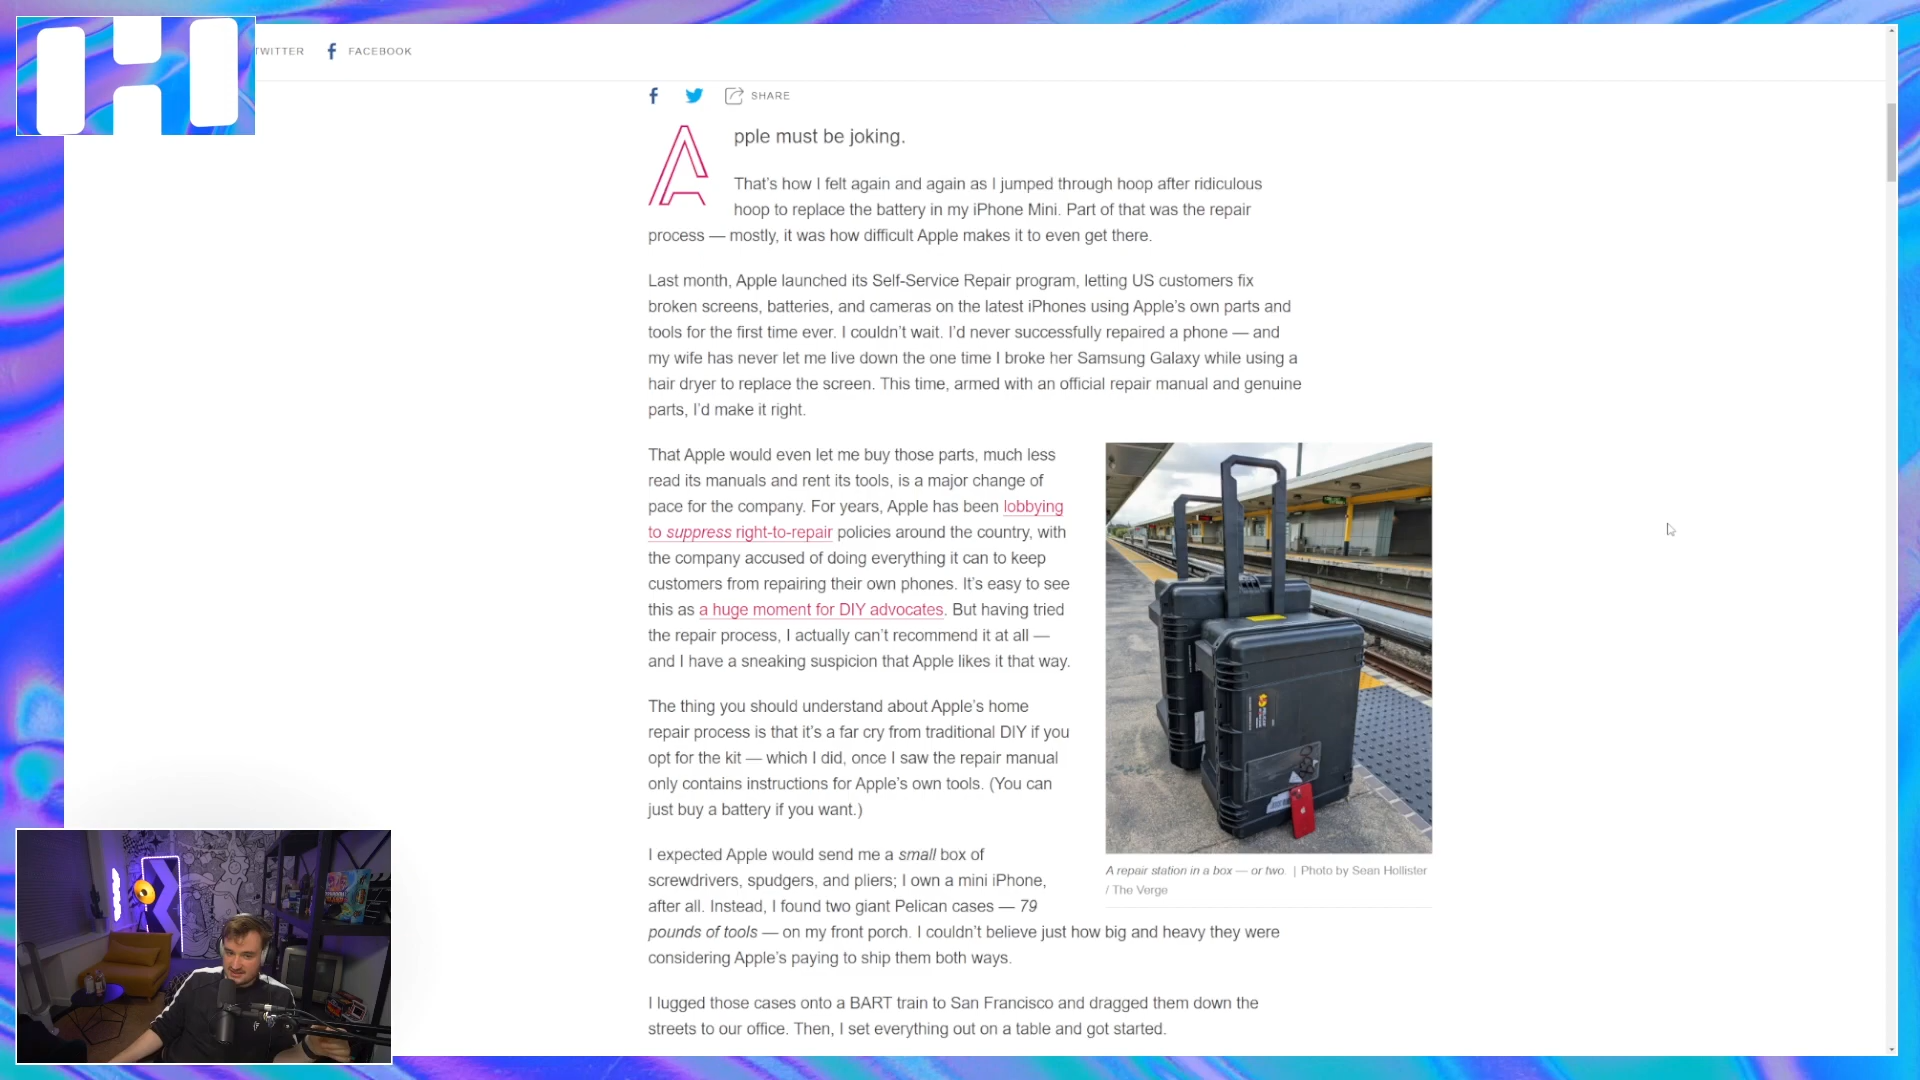 TWITTER
FACEBOOK
SHARE
Apple must be joking.
That’s how I felt again and again as I jumped through hoop after ridiculous
hoop to replace the battery in my iPhone Mini. Part of that was the repair
process — mostly, it was how difficult Apple makes it to even get there.
Last month, Apple launched its Self-Service Repair program, letting US customers fix
broken screens, batteries, and cameras on the latest iPhones using Apple’s own parts and
tools for the first time ever. I couldn’t wait. I’d never successfully repaired a phone — and
my wife has never let me live down the one time I broke her Samsung Galaxy while using a
hair dryer to replace the screen. This time, armed with an official repair manual and genuine
parts, I’d make it right.
That Apple would even let me buy those parts, much less
read its manuals and rent its tools, is a major change of
pace for the company. For years, Apple has been lobbying
to suppress right-to-repair policies around the country, with
the company accused of doing everything it can to keep
customers from repairing their own phones. It’s easy to see
this as a huge moment for DIY advocates. But having tried
the repair process, I actually can’t recommend it at all —
and I have a sneaking suspicion that Apple likes it that way.
The thing you should understand about Apple’s home
repair process is that it’s a far cry from traditional DIY if you
opt for the kit — which I did, once I saw the repair manual
only contains instructions for Apple’s own tools. (You can
just buy a battery if you want.)
I expected Apple would send me a small box of
screwdrivers, spudgers, and pliers; I own a mini iPhone,
after all. Instead, I found two giant Pelican cases — 79
pounds of tools — on my front porch. I couldn’t believe just how big and heavy they were
considering Apple’s paying to ship them both ways.
I lugged those cases onto a BART train to San Francisco and dragged them down the
streets to our office. Then, I set everything out on a table and got started.
A repair station in a box — or two. | Photo by Sean Hollister
/ The Verge